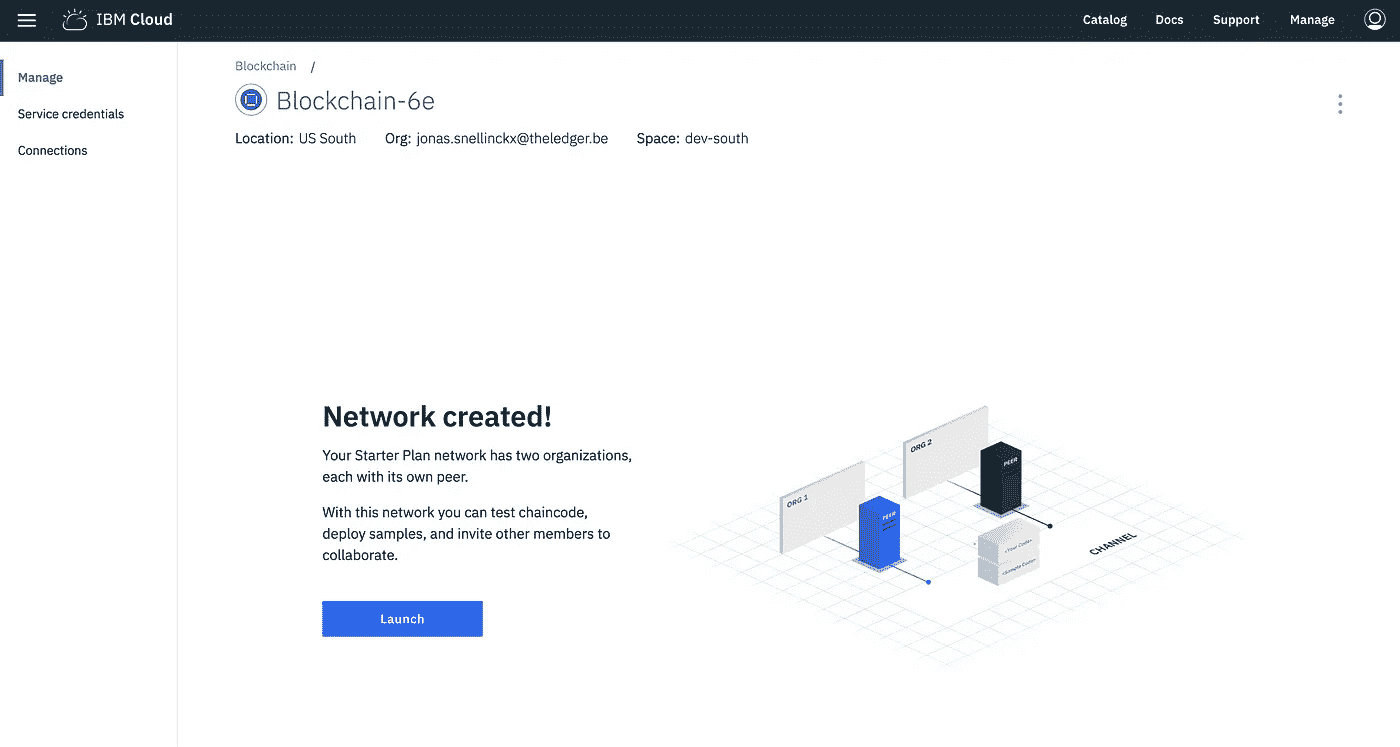 IBM Cloud
Catalog Docs Support Manage
Manage
Service credentials
Connections
Blockchain /
Blockchain-6e
Location: US South Org: jonas.snellinckx@theledger.be Space: dev-south
Network created!
Your Starter Plan network has two organizations,
each with its own peer.
With this network you can test chaincode,
deploy samples, and invite other members to
collaborate.
Launch
ORG 1
PEER
ORG 2
PEER
<Your Code>
<Sample Code>
CHANNEL